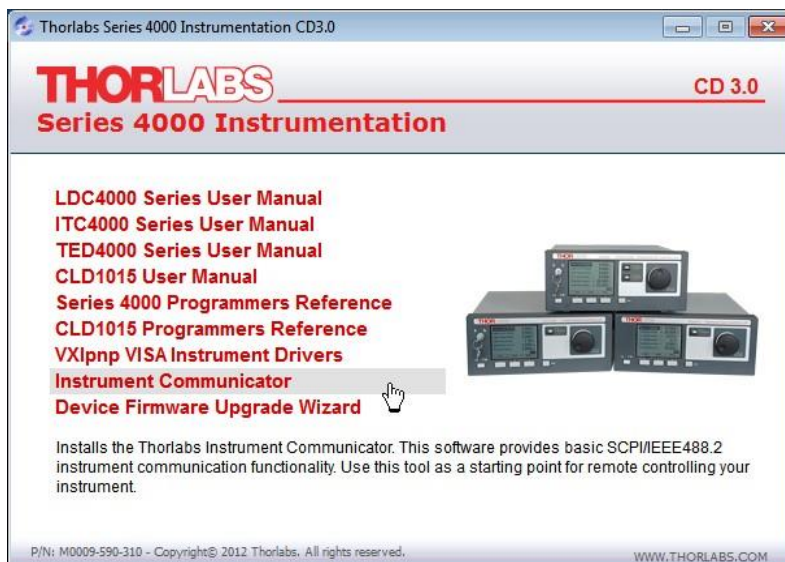 Thorlabs Series 4000 Instrumentation CD3.0
THORLABS
CD 3.0
Series 4000 Instrumentation
LDC4000 Series User Manual
ITC4000 Series User Manual
TED4000 Series User Manual
CLD1015 User Manual
Series 4000 Programmers Reference
CLD1015 Programmers Reference
VXIpnp VISA Instrument Drivers
Instrument Communicator
Device Firmware Upgrade Wizard
Installs the Thorlabs Instrument Communicator. This software provides basic SCPI/IEEE488.2
instrument communication functionality. Use this tool as a starting point for remote controlling your
instrument.
P/N: M0009-590-310 - Copyright© 2012 Thorlabs. All rights reserved.
WWW.THORLABS.COM